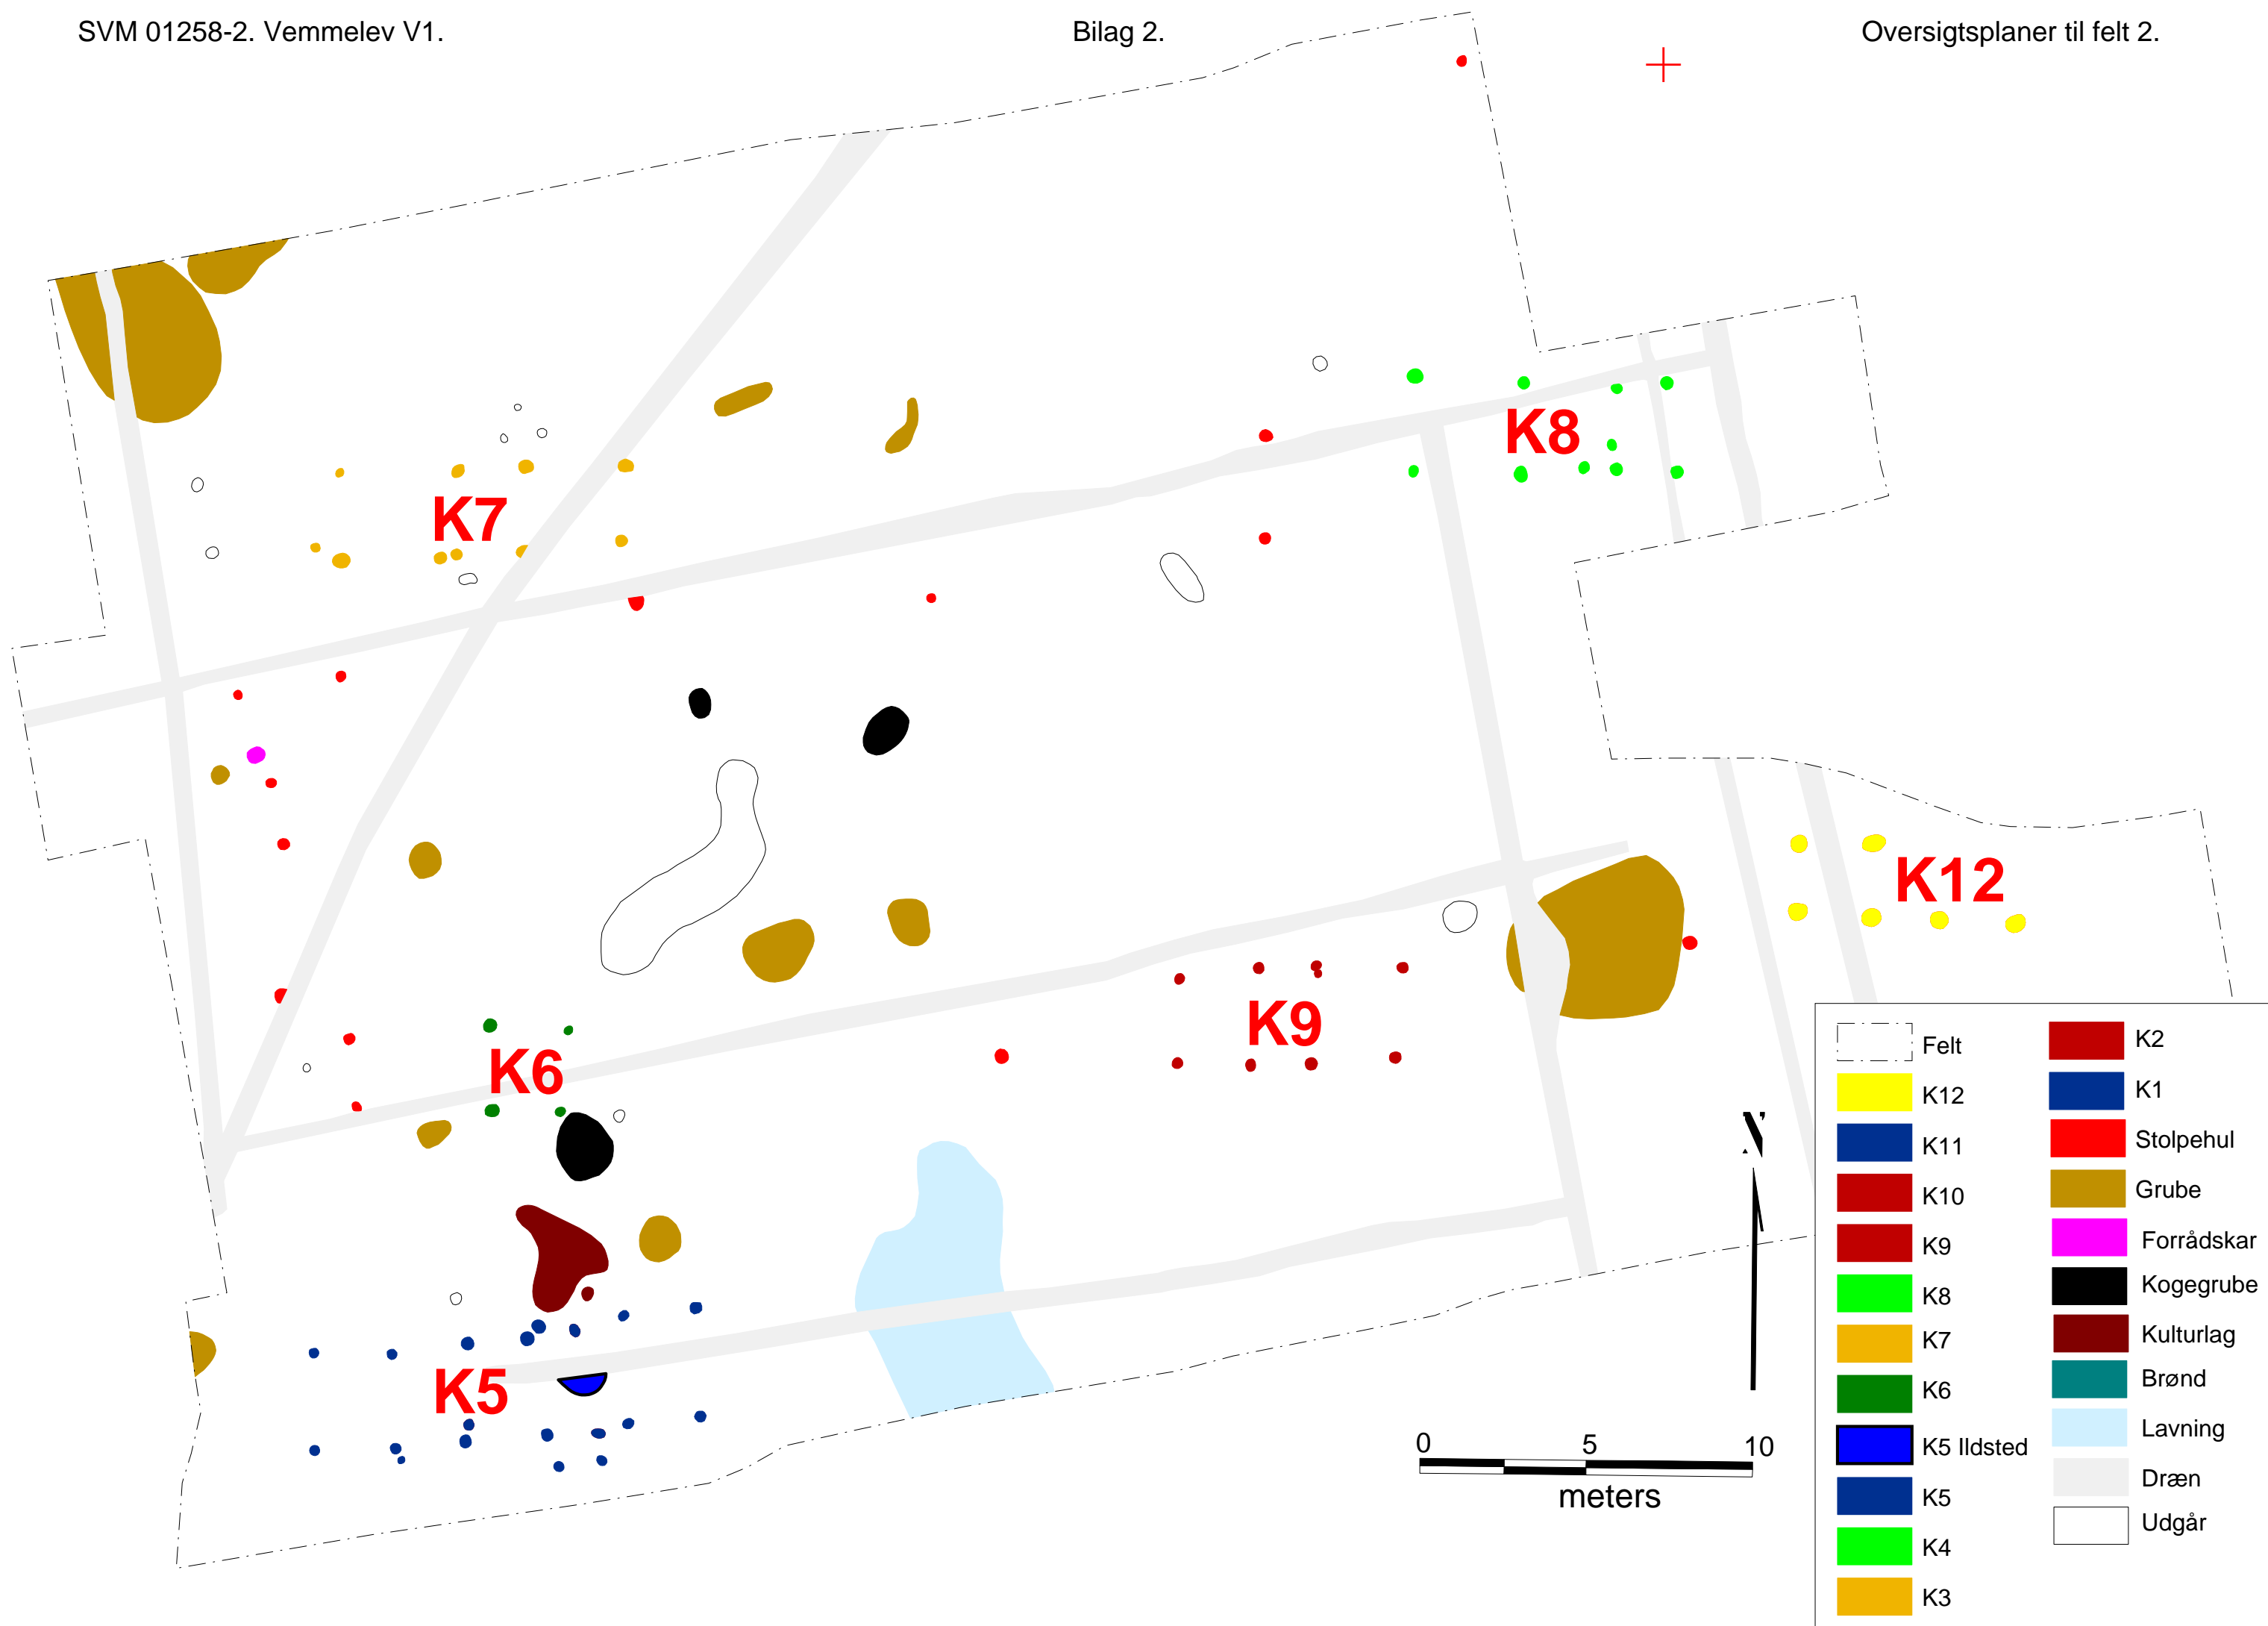 SVM 01258-2. Vemmelev V1.
Bilag 2.
Oversigtsplaner til felt 2.
K8
K7
K12
K9
K6
K5
0 5 10
meters
Felt
K12
K11
K10
K9
K8
K7
K6
K5 Ildsted
K5
K4
K3
K2
K1
Stolpehul
Grube
Forrådskar
Kogegrube
Kulturlag
Brønd
Lavning
Dræn
Udgår